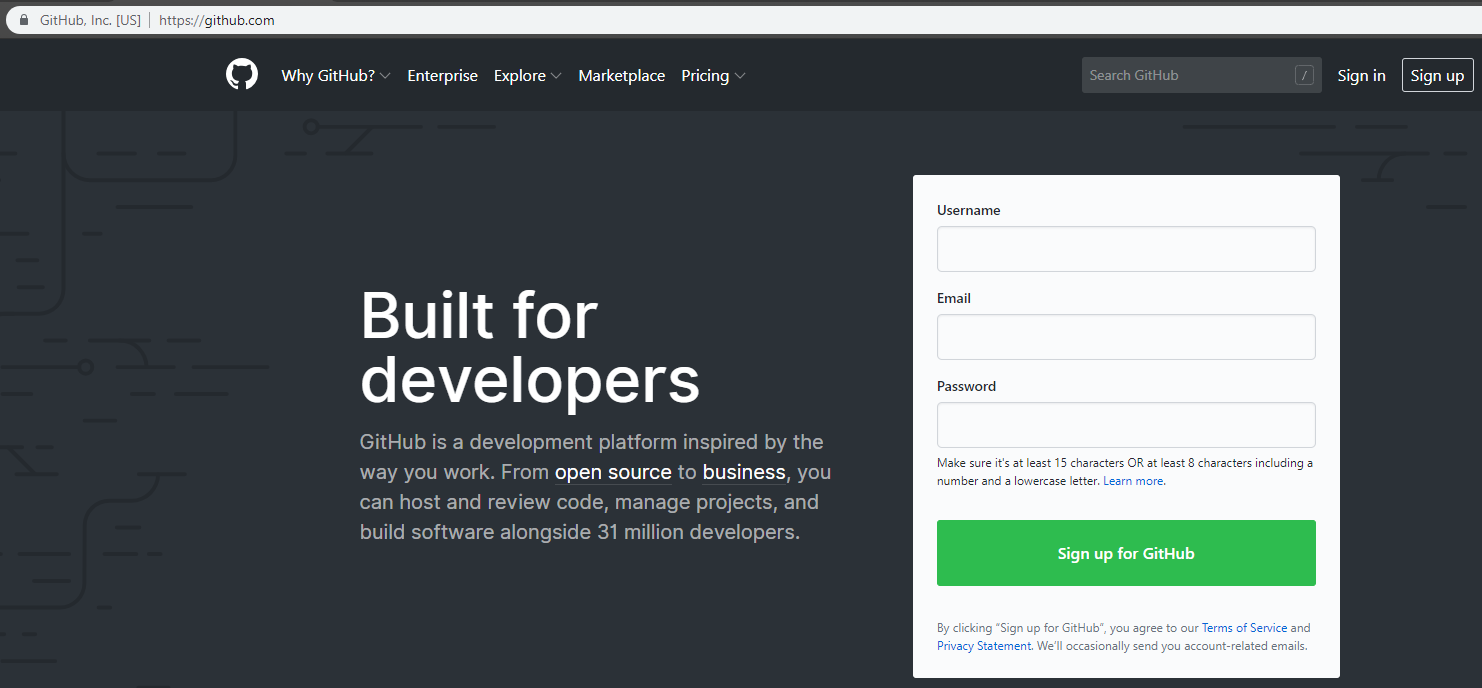 GitHub, Inc. [US] | https://github.com
Why GitHub? Enterprise Explore Marketplace Pricing Search GitHub / Sign in Sign up
Built for
developers
GitHub is a development platform inspired by the
way you work. From open source to business, you
can host and review code, manage projects, and
build software alongside 31 million developers.
Username
Email
Password
Make sure it's at least 15 characters OR at least 8 characters including a
number and a lowercase letter. Learn more.
Sign up for GitHub
By clicking “Sign up for GitHub”, you agree to our Terms of Service and
Privacy Statement. We’ll occasionally send you account-related emails.